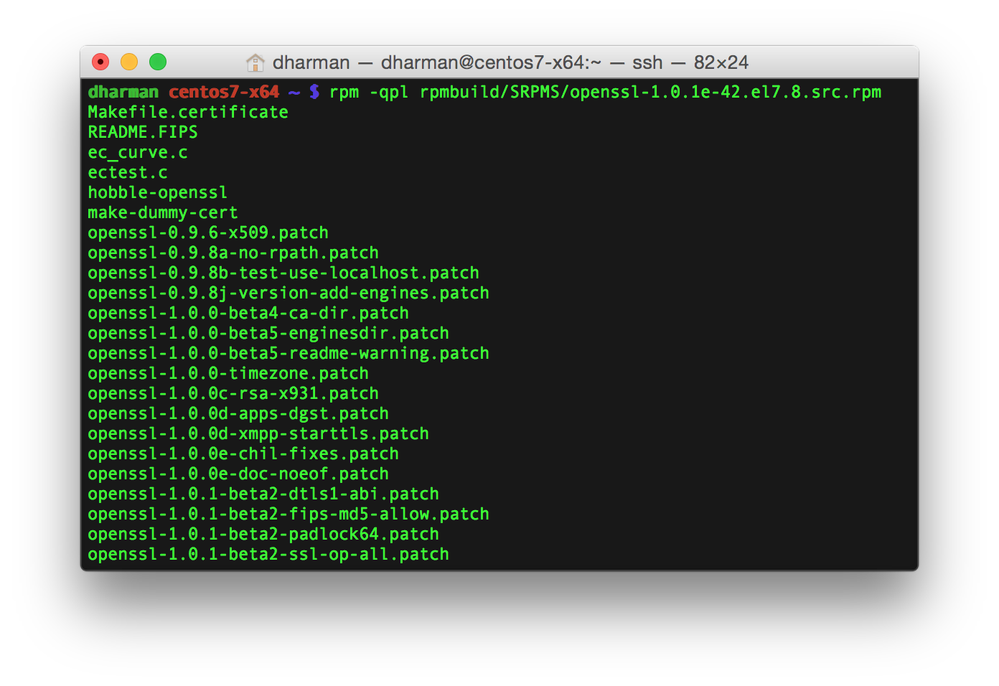 dharman — dharman@centos7-x64:~ — ssh — 82×24
dharman centos7-x64 ~ $ rpm -qpl rpmbuild/SRPMS/openssl-1.0.1e-42.el7.8.src.rpm
Makefile.certificate
README.FIPS
ec_curve.c
ectest.c
hobble-openssl
make-dummy-cert
openssl-0.9.6-x509.patch
openssl-0.9.8a-no-rpath.patch
openssl-0.9.8b-test-use-localhost.patch
openssl-0.9.8j-version-add-engines.patch
openssl-1.0.0-beta4-ca-dir.patch
openssl-1.0.0-beta5-enginesdir.patch
openssl-1.0.0-beta5-readme-warning.patch
openssl-1.0.0-timezone.patch
openssl-1.0.0c-rsa-x931.patch
openssl-1.0.0d-apps-dgst.patch
openssl-1.0.0d-xmpp-starttls.patch
openssl-1.0.0e-chil-fixes.patch
openssl-1.0.0e-doc-noeof.patch
openssl-1.0.1-beta2-dtls1-abi.patch
openssl-1.0.1-beta2-fips-md5-allow.patch
openssl-1.0.1-beta2-padlock64.patch
openssl-1.0.1-beta2-ssl-op-all.patch